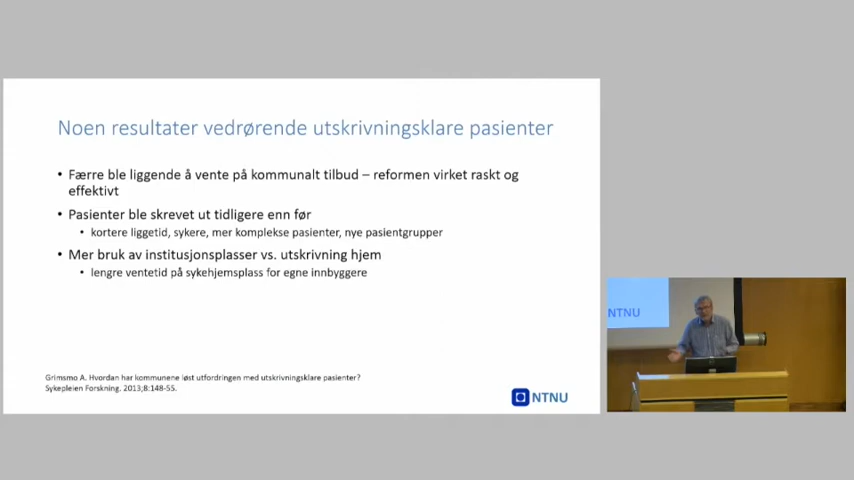 Noen resultater vedrørende utskrivningsklare pasienter
• Færre ble liggende å vente på kommunalt tilbud – reformen virket raskt og
effektivt
• Pasienter ble skrevet ut tidligere enn før
• kortere liggetid, sykere, mer komplekse pasienter, nye pasientgrupper
• Mer bruk av institusjonsplasser vs. utskrivning hjem
• lengre ventetid på sykehjemsplass for egne innbyggere
Grimsmo A. Hvordan har kommunene løst utfordringen med utskrivningsklare pasienter?
Sykepleien Forskning. 2013;8:148-55.
NTNU
NTNU